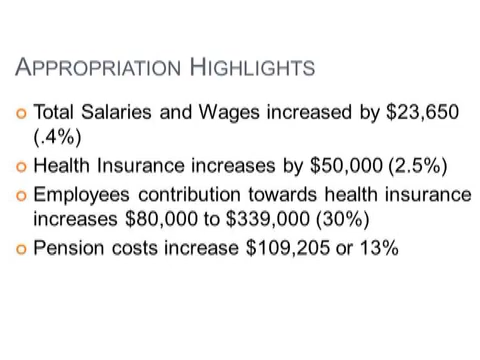 APPROPRIATION HIGHLIGHTS
Total Salaries and Wages increased by $23,650
(.4%)
Health Insurance increases by $50,000 (2.5%)
Employees contribution towards health insurance
increases $80,000 to $339,000 (30%)
Pension costs increase $109,205 or 13%